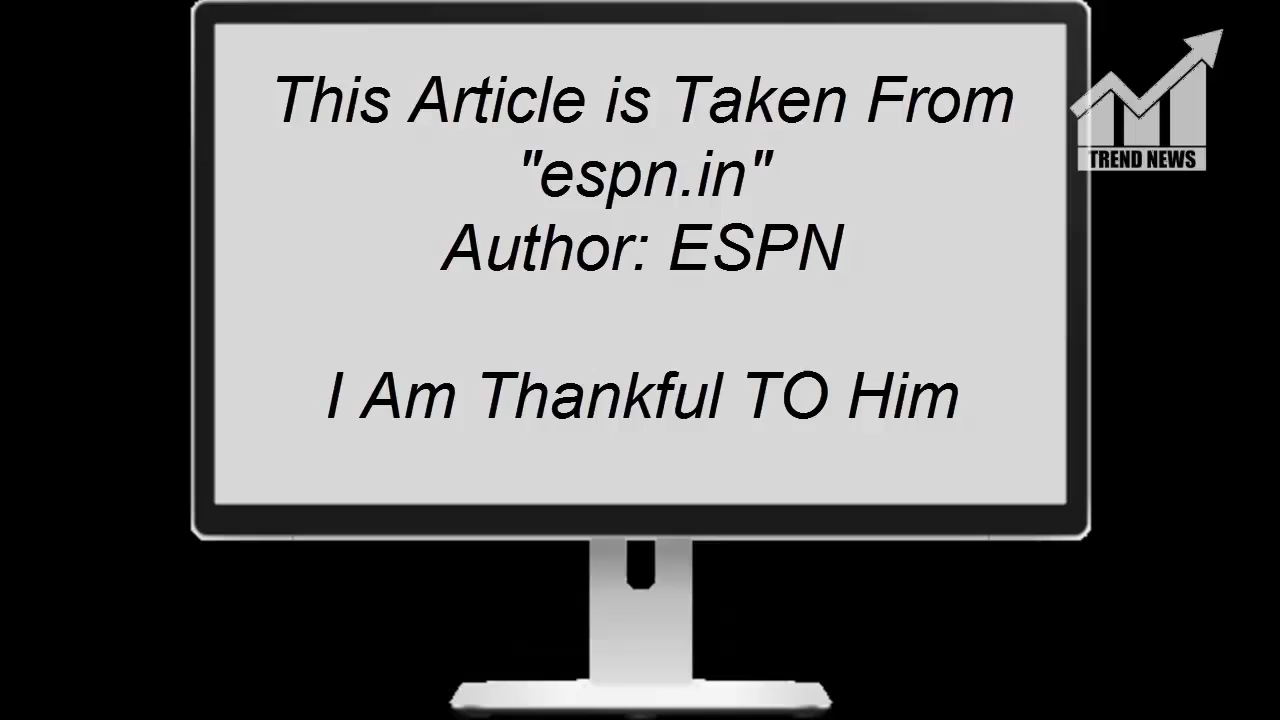 This Article is Taken From
"espn.in"
Author: ESPN
I Am Thankful TO Him
TREND NEWS